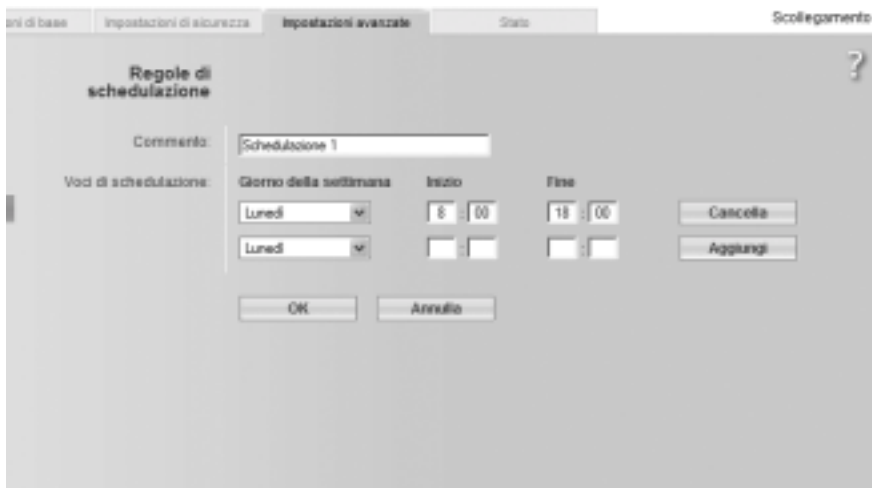 oni di base Impostazioni di sicurezza Impostazioni avanzate Stato Scollegamento
?
Regole di
schedulazione
Commento: Schedulazione 1
Voci di schedulazione: Giorno della settimana Inizio Fine
Lunedì 8 : 00 18 : 00 Cancella
Lunedì : : Aggiungi
OK Annulla